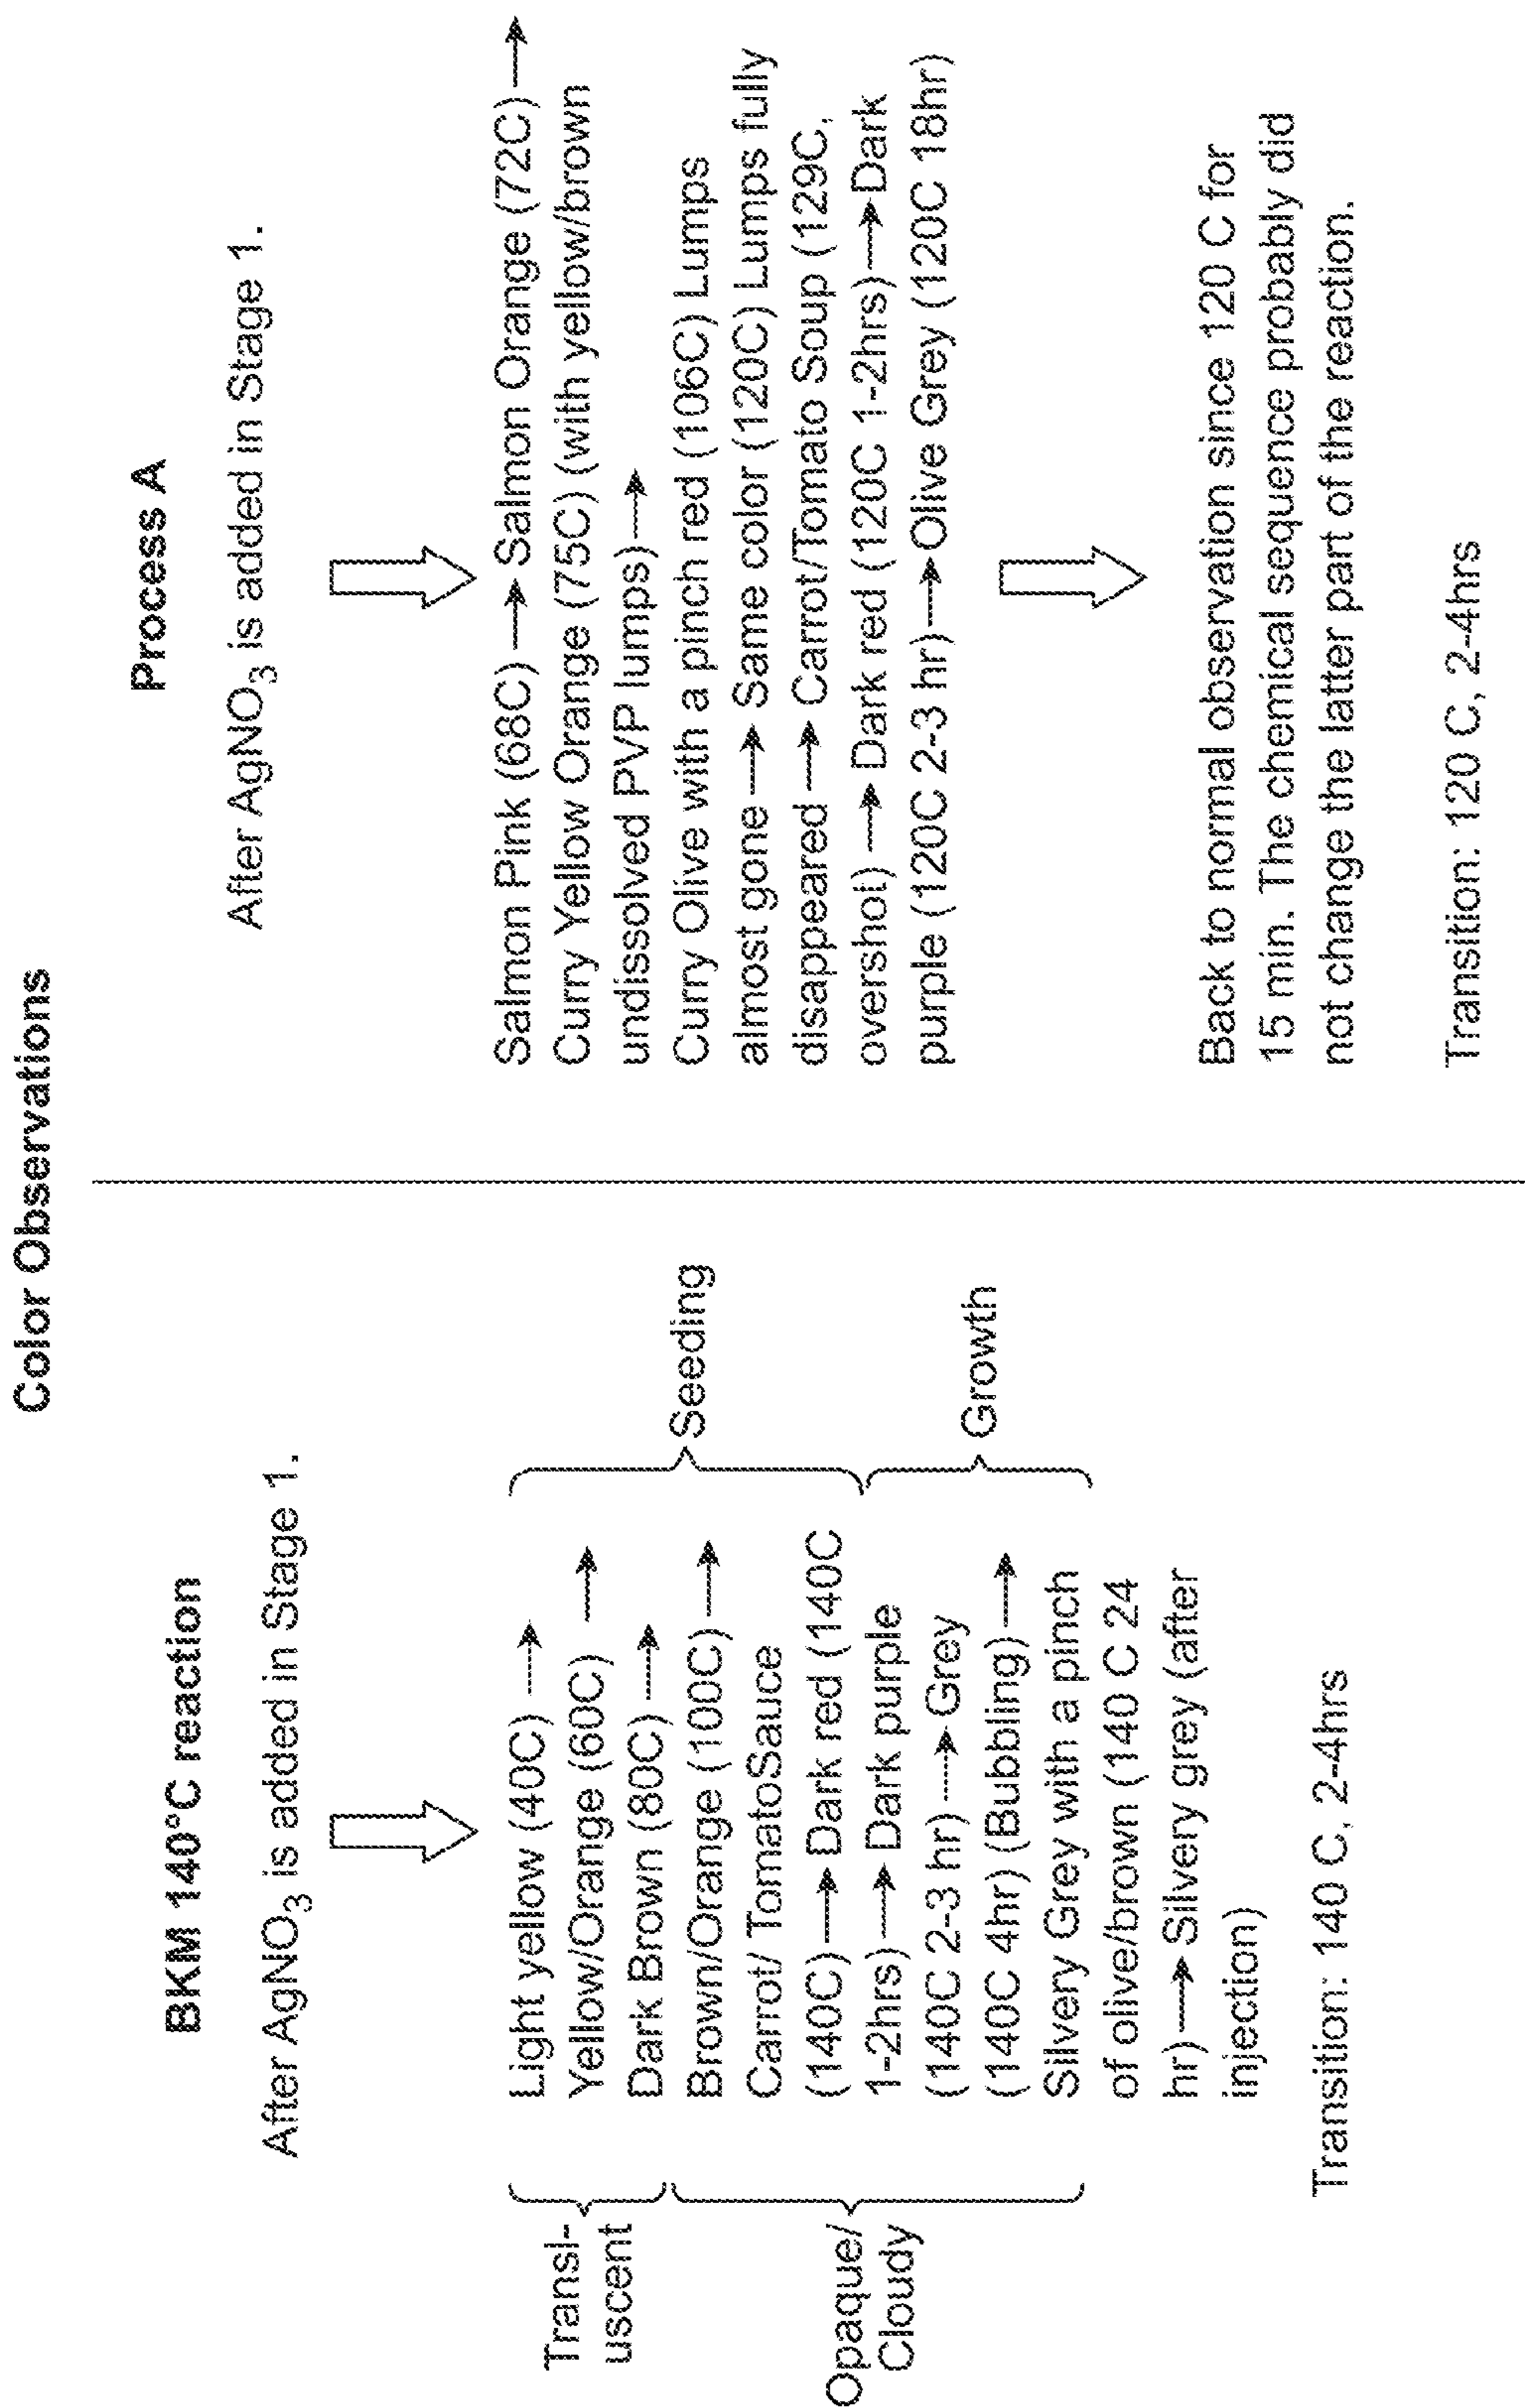 Color Observations
BKM 140°C reaction
After AgNO3 is added in Stage 1.
Transl-
uscent
Opaque/
Cloudy
Light yellow (40C) →
Yellow/Orange (60C) →
Dark Brown (80C) →
Brown/Orange (100C) →
Carrot/ TomatoSauce
(140C) → Dark red (140C
1-2hrs) → Dark purple
(140C 2-3 hr) → Grey
(140C 4hr) (Bubbling) →
Silvery Grey with a pinch
of olive/brown (140 C 24
hr) → Silvery grey (after
injection)
Seeding
Growth
Transition: 140 C, 2-4hrs
Process A
After AgNO3 is added in Stage 1.
Salmon Pink (68C) → Salmon Orange (72C) →
Curry Yellow Orange (75C) (with yellow/brown
undissolved PVP lumps) →
Curry Olive with a pinch red (106C) Lumps
almost gone → Same color (120C) Lumps fully
disappeared → Carrot/Tomato Soup (129C,
overshot) → Dark red (120C 1-2hrs) → Dark
purple (120C 2-3 hr) → Olive Grey (120C 18hr)
Back to normal observation since 120 C for
15 min. The chemical sequence probably did
not change the latter part of the reaction.
Transition: 120 C, 2-4hrs